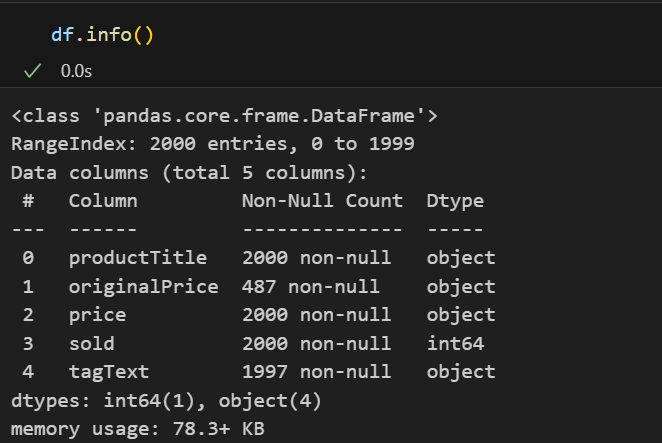 df.info()
0.0s
<class 'pandas.core.frame.DataFrame'>
RangeIndex: 2000 entries, 0 to 1999
Data columns (total 5 columns):
 #   Column         Non-Null Count  Dtype
---  ------         --------------  -----
 0   productTitle   2000 non-null   object
 1   originalPrice  487 non-null    object
 2   price          2000 non-null   object
 3   sold           2000 non-null   int64
 4   tagText        1997 non-null   object
dtypes: int64(1), object(4)
memory usage: 78.3+ KB